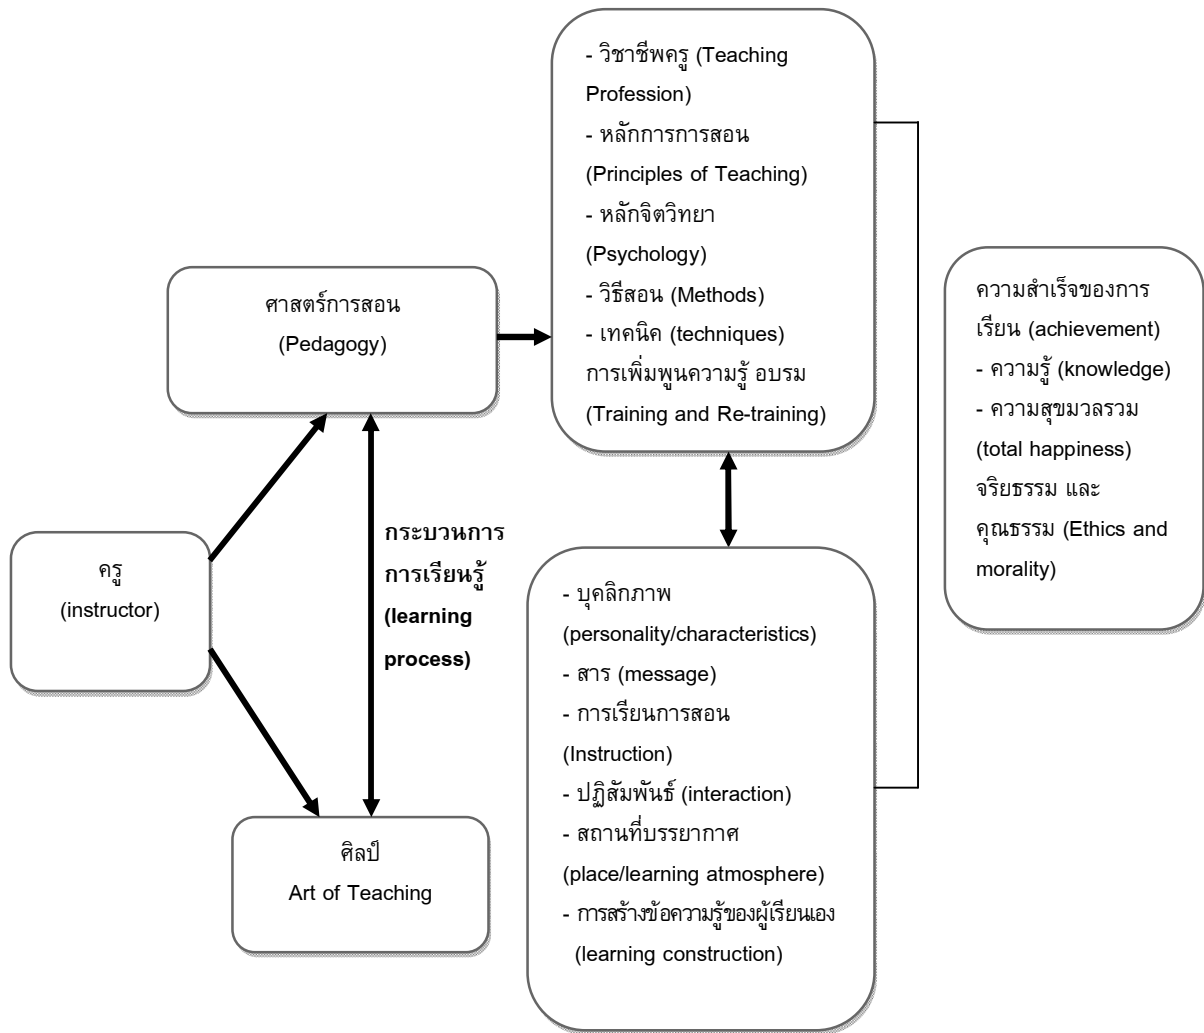 - วิชาชีพครู (Teaching
Profession)
- หลักการการสอน
(Principles of Teaching)
- หลักจิตวิทยา
(Psychology)
- วิธีสอน (Methods)
- เทคนิค (techniques)
การเพิ่มพูนความรู้ อบรม
(Training and Re-training)
ศาสตร์การสอน
(Pedagogy)
ความสำเร็จของการ
เรียน (achievement)
- ความรู้ (knowledge)
- ความสุขมวลรวม
(total happiness)
จริยธรรม และ
คุณธรรม (Ethics and
morality)
ครู
(instructor)
กระบวนการ
การเรียนรู้
(learning
process)
- บุคลิกภาพ
(personality/characteristics)
- สาร (message)
- การเรียนการสอน
(Instruction)
- ปฏิสัมพันธ์ (interaction)
- สถานที่บรรยากาศ
(place/learning atmosphere)
- การสร้างข้อความรู้ของผู้เรียนเอง
(learning construction)
ศิลป์
Art of Teaching